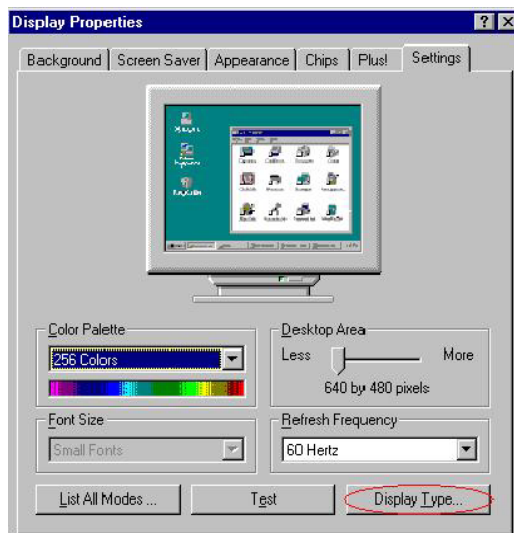 Display Properties
Background Screen Saver Appearance Chips Plus! Settings
Color Palette
256 Colors
Desktop Area
Less More
640 by 480 pixels
Font Size
Small Fonts
Refresh Frequency
60 Hertz
List All Modes ... Test Display Type...